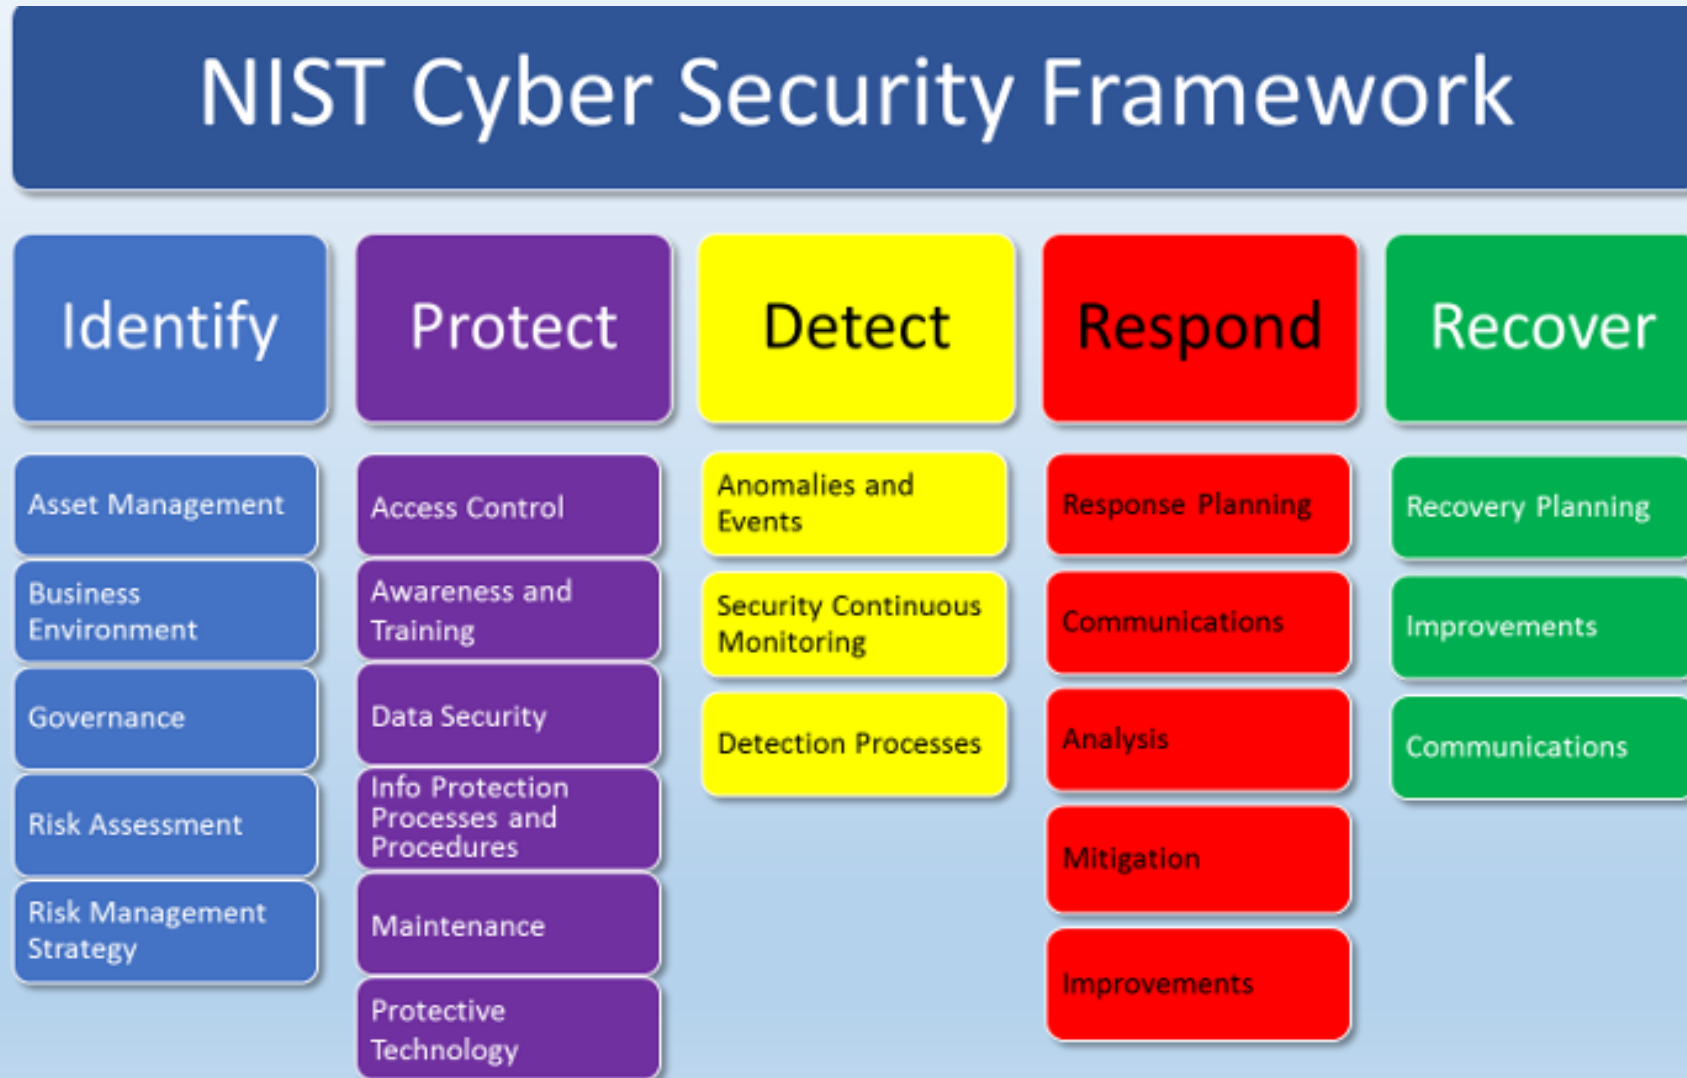 NIST Cyber Security Framework
Identify
Asset Management
Business
Environment
Governance
Risk Assessment
Risk Management
Strategy
Protect
Access Control
Awareness and
Training
Data Security
Info Protection
Processes and
Procedures
Maintenance
Protective
Technology
Detect
Anomalies and
Events
Security Continuous
Monitoring
Detection Processes
Respond
Response Planning
Communications
Analysis
Mitigation
Improvements
Recover
Recovery Planning
Improvements
Communications